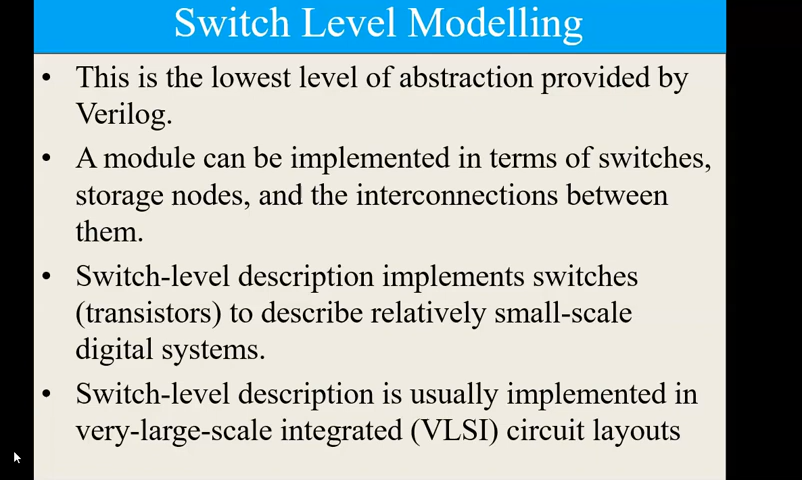 Switch Level Modelling
• This is the lowest level of abstraction provided by
Verilog.
• A module can be implemented in terms of switches,
storage nodes, and the interconnections between
them.
• Switch-level description implements switches
(transistors) to describe relatively small-scale
digital systems.
• Switch-level description is usually implemented in
very-large-scale integrated (VLSI) circuit layouts